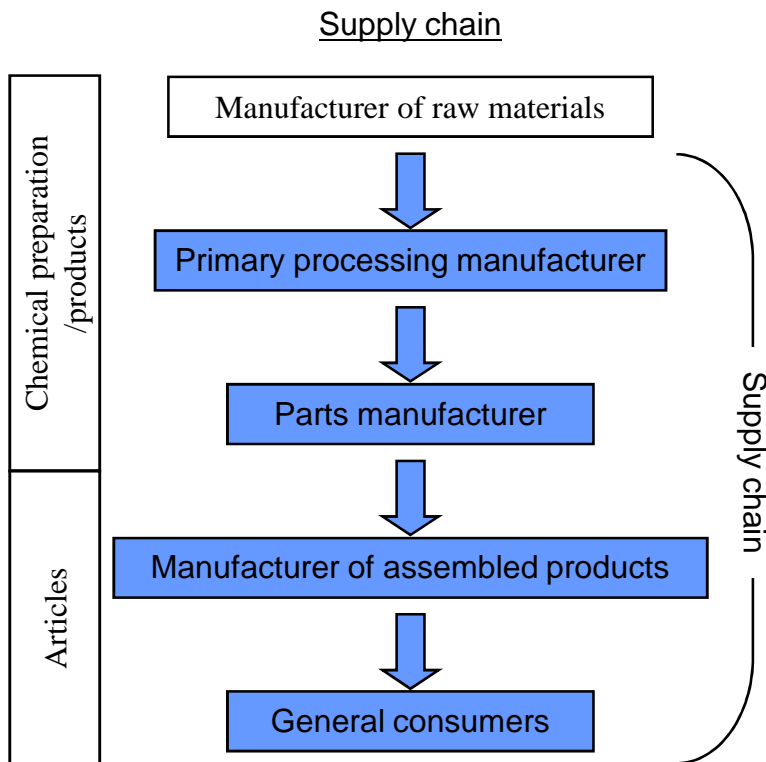 Supply chain
Manufacturer of raw materials
Chemical preparation
/products
Primary processing manufacturer
Parts manufacturer
Supply chain
Manufacturer of assembled products
Articles
General consumers